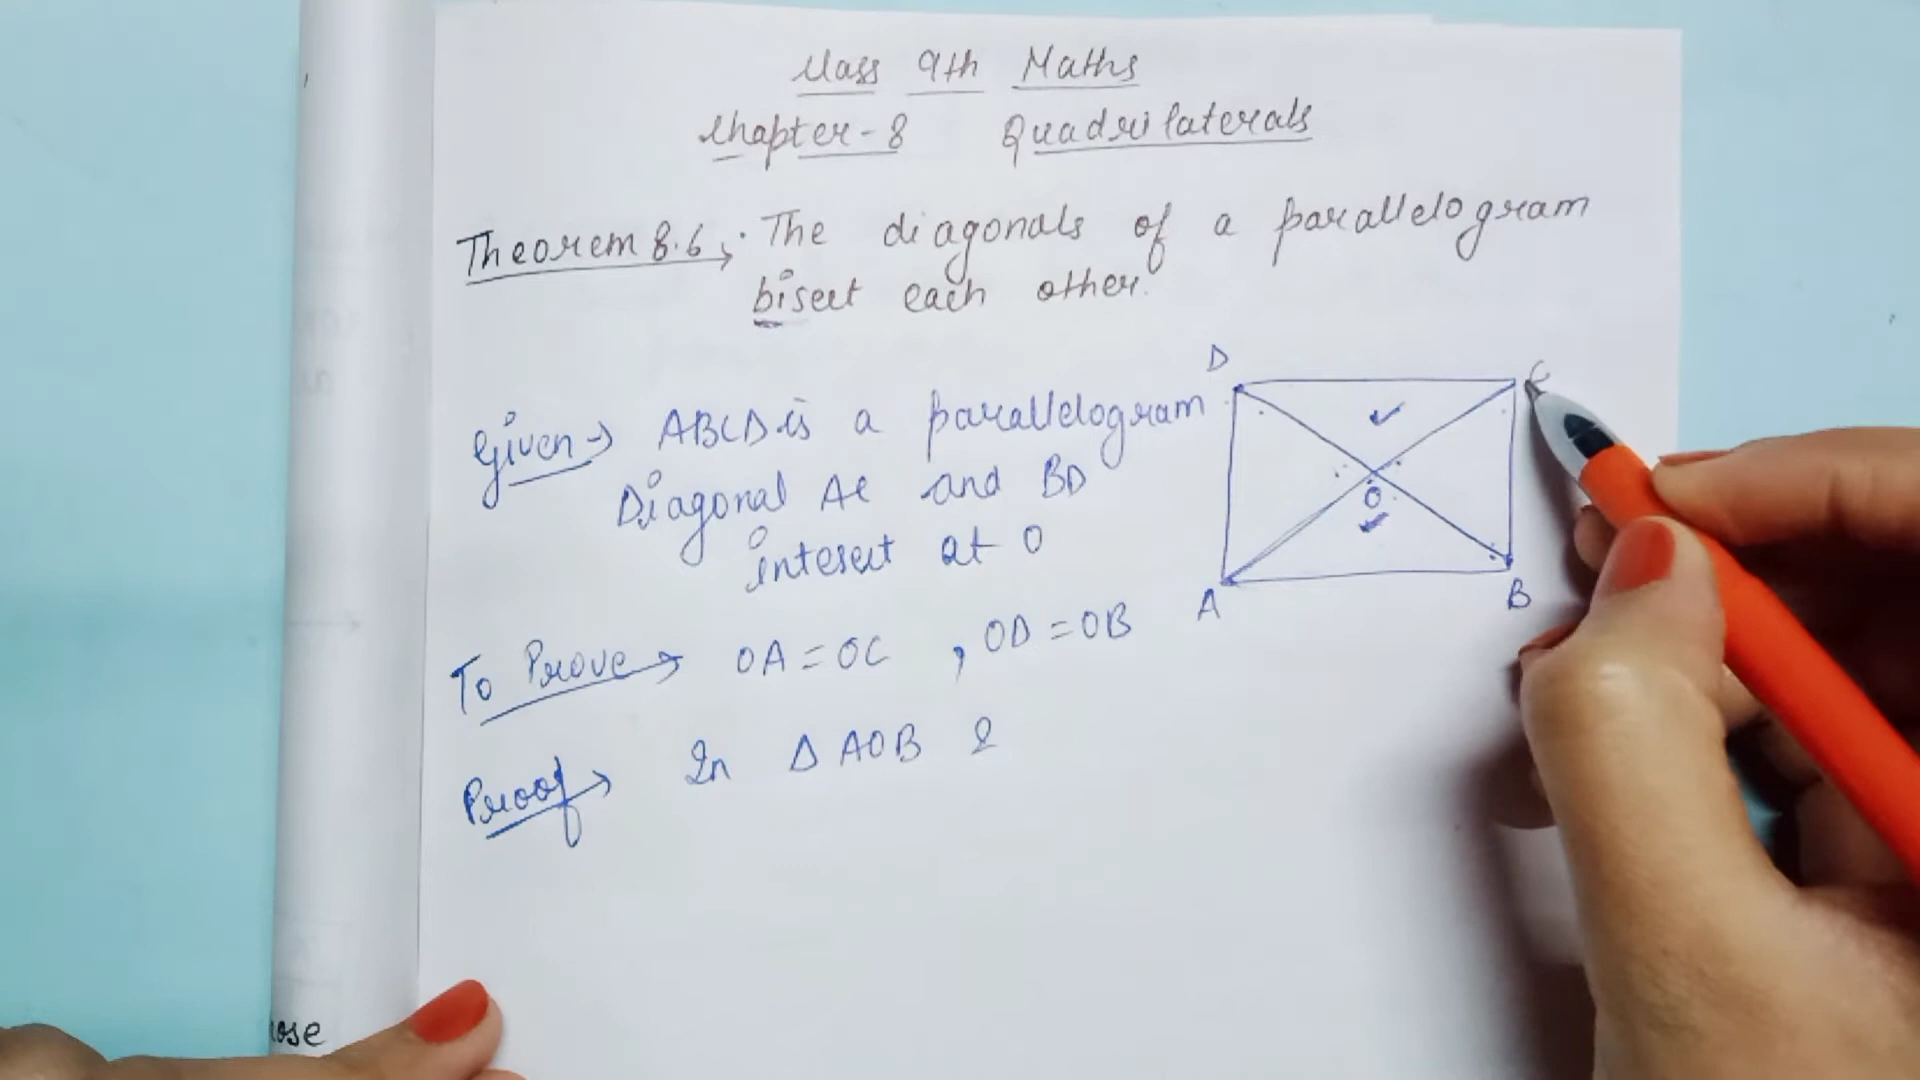 Class 9th Maths
Chapter-8 Quadrilaterals
Theorem 8.6 → The diagonals of a parallelogram
bisect each other.
Given → ABCD is a parallelogram
Diagonal AC and BD
intesect at O
To Prove → OA = OC , OD = OB
Proof → In Δ AOB &
D C
O
A B
ose